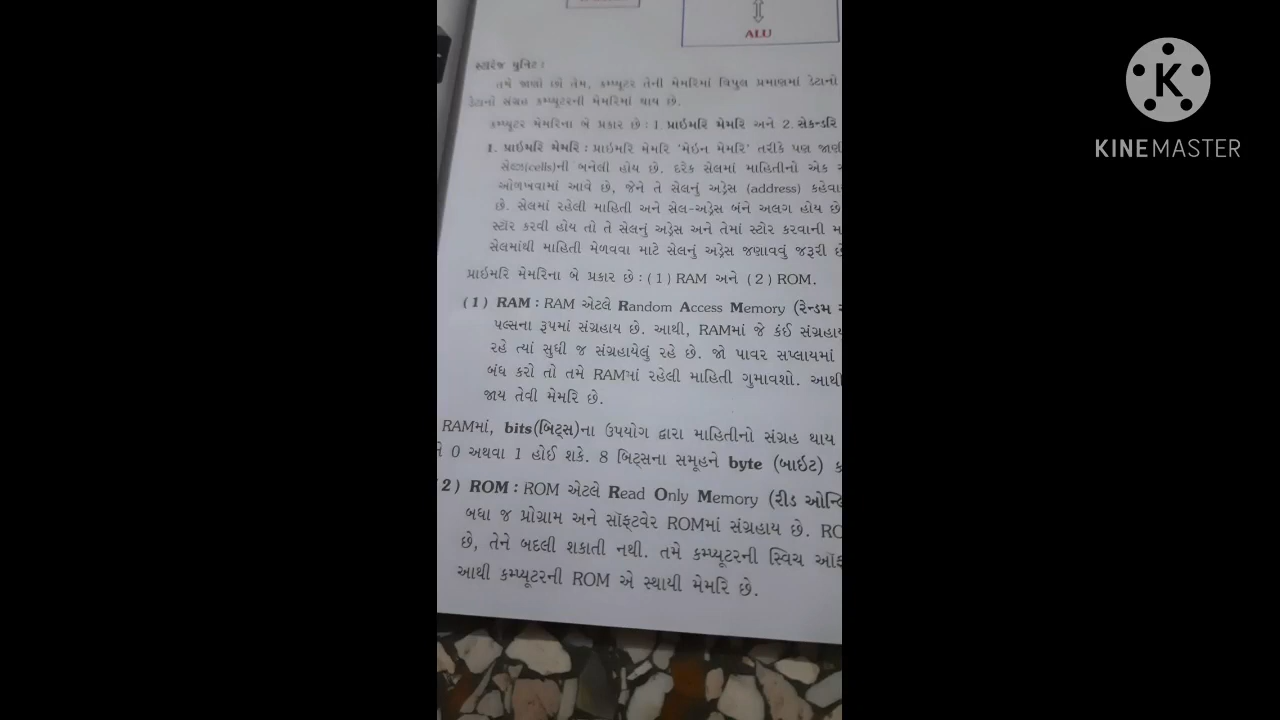 ALU
સ્ટોરેજ યુનિટ :
તમે જાણો છો તેમ, કમ્પ્યૂટર તેની મેમરિમાં વિપુલ પ્રમાણમાં ડેટાનો
ડેટાનો સંગ્રહ કમ્પ્યૂટરની મેમરિમાં થાય છે.
કમ્પ્યૂટર મેમરિના બે પ્રકાર છે : 1. પ્રાઇમરિ મેમરિ અને 2. સેકન્ડરિ
1. પ્રાઇમરિ મેમરિ : પ્રાઇમરિ મેમરિ 'મેઇન મેમરિ' તરીકે પણ
સેલ્સ(cells)ની બનેલી હોય છે. દરેક સેલમાં માહિતીનો એક
ઓળખવામાં આવે છે, જેને તે સેલનું અડ્રેસ (address)
છે. સેલમાં રહેલી માહિતી અને સેલ-અડ્રેસ બંને અલગ હોય છે
સ્ટૉર કરવી હોય તો તે સેલનું અડ્રેસ અને તેમાં સ્ટોર કરવાની
સેલમાંથી માહિતી મેળવવા માટે સેલનું અડ્રેસ જણાવવું જરૂરી
પ્રાઇમરિ મેમરિના બે પ્રકાર છે : (1) RAM અને (2) ROM.
(1) RAM : RAM એટલે Random Access Memory (રૅન્ડમ
પલ્સના રૂપમાં સંગ્રહાય છે. આથી, RAMમાં જે કંઈ
રહે ત્યાં સુધી જ સંગ્રહાયેલું રહે છે. જો પાવર સપ્લાયમાં
બંધ કરો તો તમે RAMમાં રહેલી માહિતી ગુમાવશો. આથી
જાય તેવી મેમરિ છે.
RAMમાં, bits(બિટ્સ)ના ઉપયોગ દ્વારા માહિતીનો સંગ્રહ થાય
0 અથવા 1 હોઈ શકે. 8 બિટ્સના સમૂહને byte (બાઇટ)
2) ROM : ROM એટલે Read Only Memory (રીડ
બધા જ પ્રોગ્રામ અને સૉફ્ટવેર ROMમાં સંગ્રહાય છે.
છે, તેને બદલી શકાતી નથી. તમે કમ્પ્યૂટરની સ્વિચ
આથી કમ્પ્યૂટરની ROM એ સ્થાયી મેમરિ છે.
K
KINEMASTER